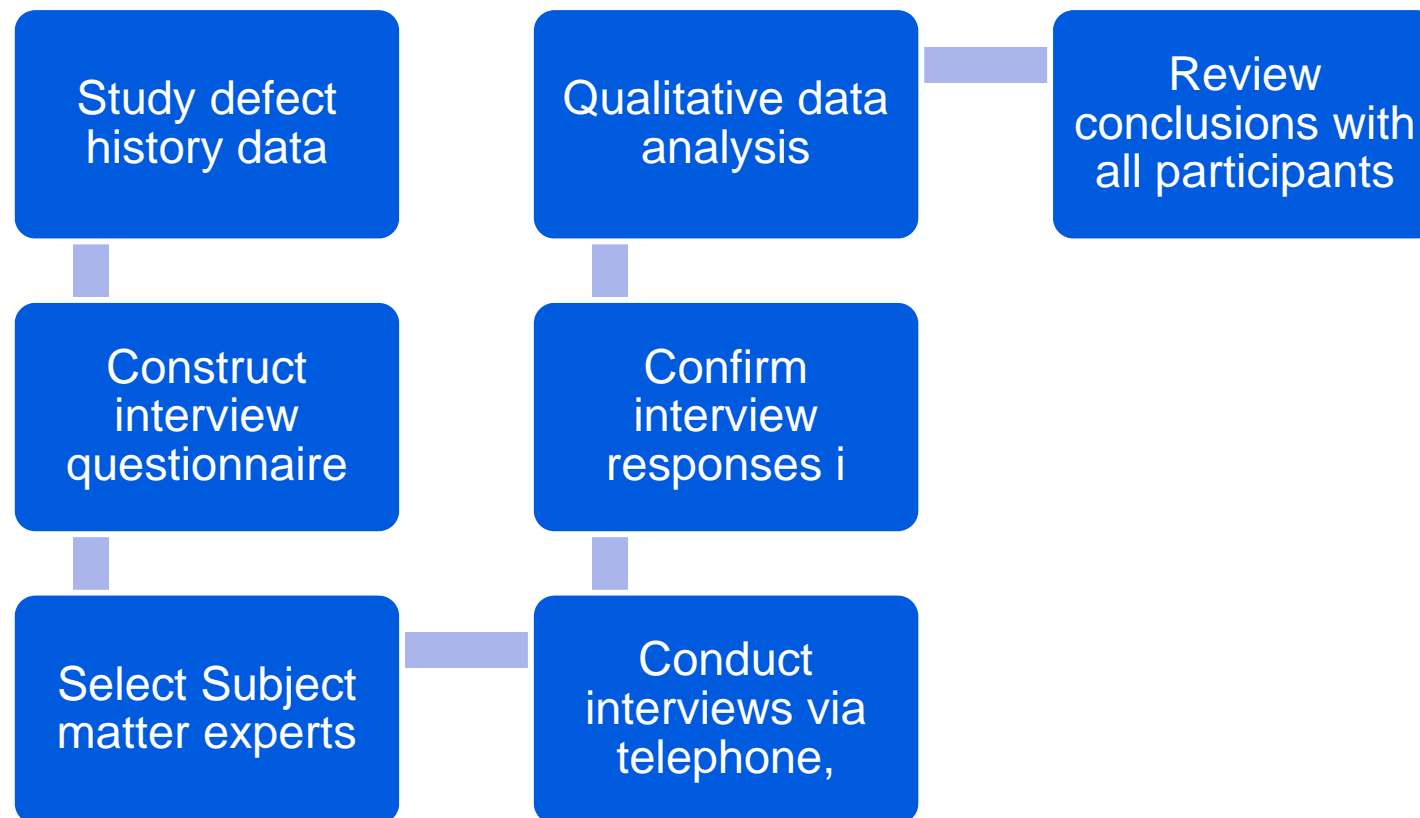 Study defect
history data
Construct
interview
questionnaire
Select Subject
matter experts
Conduct
interviews via
telephone,
Confirm
interview
responses i
Qualitative data
analysis
Review
conclusions with
all participants